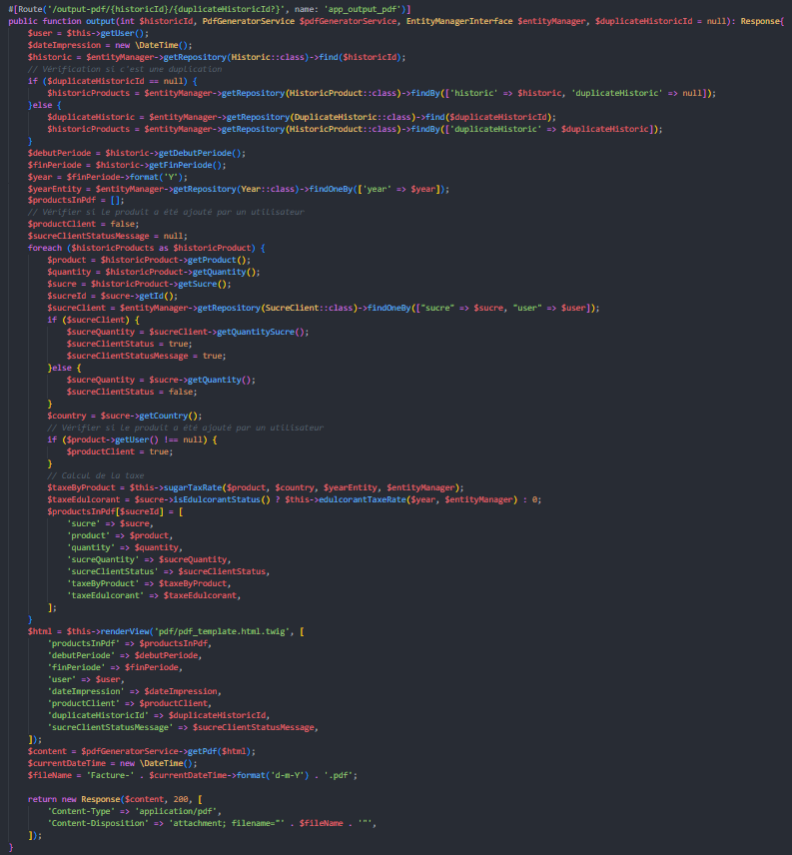 #[Route('/output-pdf/{historicId}/{duplicateHistoricId?}', name: 'app_output_pdf')]
public function output(int $historicId, PdfGeneratorService $pdfGeneratorService, EntityManagerInterface $entityManager, $duplicateHistoricId = null): Response{
$user = $this->getUser();
$dateImpression = new \DateTime();
$historic = $entityManager->getRepository(Historic::class)->find($historicId);
// Vérification si c'est une duplication
if ($duplicateHistoricId == null) {
$historicProducts = $entityManager->getRepository(HistoricProduct::class)->findBy(['historic' => $historic, 'duplicateHistoric' => null]);
}else {
$duplicateHistoric = $entityManager->getRepository(DuplicateHistoric::class)->find($duplicateHistoricId);
$historicProducts = $entityManager->getRepository(HistoricProduct::class)->findBy(['duplicateHistoric' => $duplicateHistoric]);
}
$debutPeriode = $historic->getDebutPeriode();
$finPeriode = $historic->getFinPeriode();
$year = $finPeriode->format('Y');
$yearEntity = $entityManager->getRepository(Year::class)->findOneBy(['year' => $year]);
$productsInPdf = [];
// Vérifier si le produit a été ajouté par un utilisateur
$productClient = false;
$sucreClientStatusMessage = null;
foreach ($historicProducts as $historicProduct) {
$product = $historicProduct->getProduct();
$quantity = $historicProduct->getQuantity();
$sucre = $historicProduct->getSucre();
$sucreId = $sucre->getId();
$sucreClient = $entityManager->getRepository(SucreClient::class)->findOneBy(["sucre" => $sucre, "user" => $user]);
if ($sucreClient) {
$sucreQuantity = $sucreClient->getQuantitySucre();
$sucreClientStatus = true;
$sucreClientStatusMessage = true;
}else {
$sucreQuantity = $sucre->getQuantity();
$sucreClientStatus = false;
}
$country = $sucre->getCountry();
// Vérifier si le produit a été ajouté par un utilisateur
if ($product->getUser() !== null) {
$productClient = true;
}
// Calcul de la taxe
$taxeByProduct = $this->sugarTaxRate($product, $country, $yearEntity, $entityManager);
$taxeEdulcorant = $sucre->isEdulcorantStatus() ? $this->edulcorantTaxeRate($year, $entityManager) : 0;
$productsInPdf[$sucreId] = [
'sucre' => $sucre,
'product' => $product,
'quantity' => $quantity,
'sucreQuantity' => $sucreQuantity,
'sucreClientStatus' => $sucreClientStatus,
'taxeByProduct' => $taxeByProduct,
'taxeEdulcorant' => $taxeEdulcorant,
];
}
$html = $this->renderView('pdf/pdf_template.html.twig', [
'productsInPdf' => $productsInPdf,
'debutPeriode' => $debutPeriode,
'finPeriode' => $finPeriode,
'user' => $user,
'dateImpression' => $dateImpression,
'productClient' => $productClient,
'duplicateHistoricId' => $duplicateHistoricId,
'sucreClientStatusMessage' => $sucreClientStatusMessage,
]);
$content = $pdfGeneratorService->getPdf($html);
$currentDateTime = new \DateTime();
$fileName = 'Facture-' . $currentDateTime->format('d-m-Y') . '.pdf';
return new Response($content, 200, [
'Content-Type' => 'application/pdf',
'Content-Disposition' => 'attachment; filename="' . $fileName . '"',
]);
}